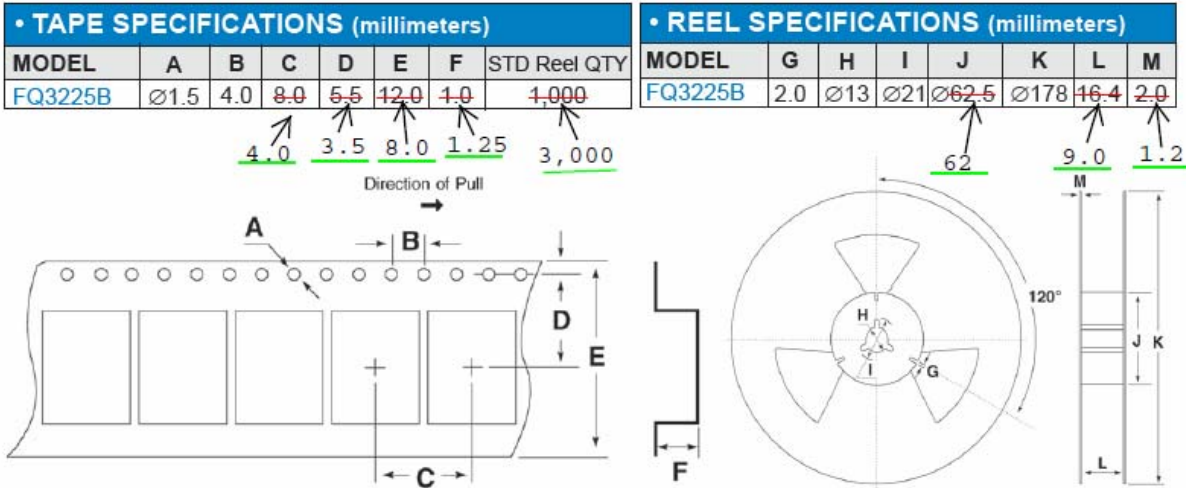 • TAPE SPECIFICATIONS (millimeters)
MODEL A B C D E F STD Reel QTY
FQ3225B Ø1.5 4.0 8.0 5.5 12.0 1.0 1,000
4.0 3.5 8.0 1.25 3,000
• REEL SPECIFICATIONS (millimeters)
MODEL G H I J K L M
FQ3225B 2.0 Ø13 Ø21 Ø62.5 Ø178 16.4 2.0
62 9.0 1.2
Direction of Pull
A
B
D
E
C
F
H
I
G
120°
M
J
K
L